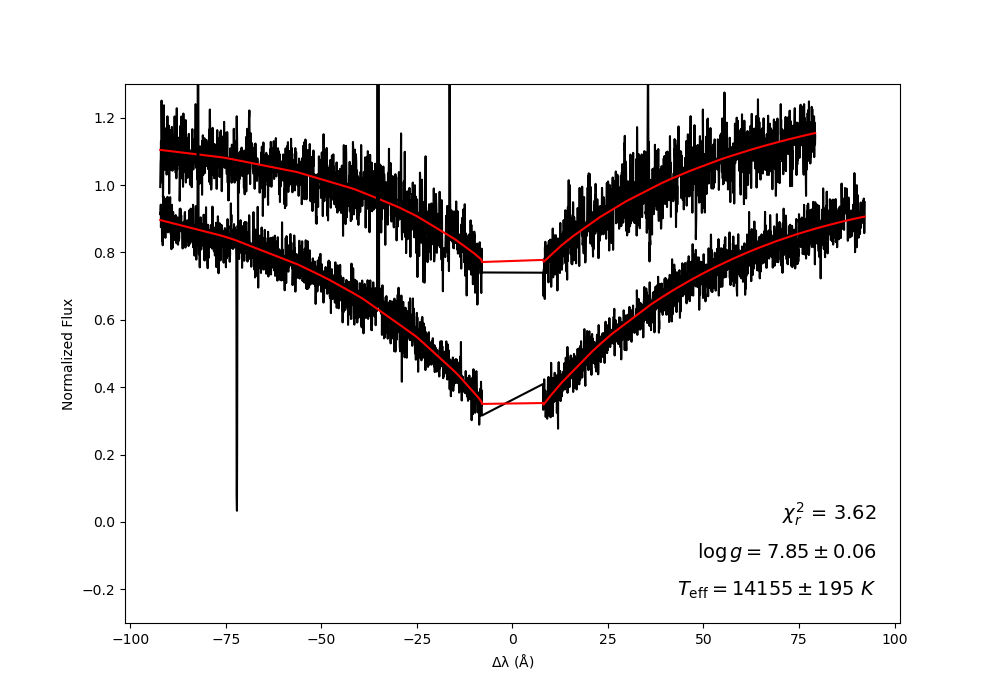 1.2
1.0
0.8
0.6
0.4
0.2
0.0
−0.2
Normalized Flux
χ²ᵣ = 3.62
log g = 7.85 ± 0.06
T_eff = 14155 ± 195 K
−100 −75 −50 −25 0 25 50 75 100
Δλ (Å)